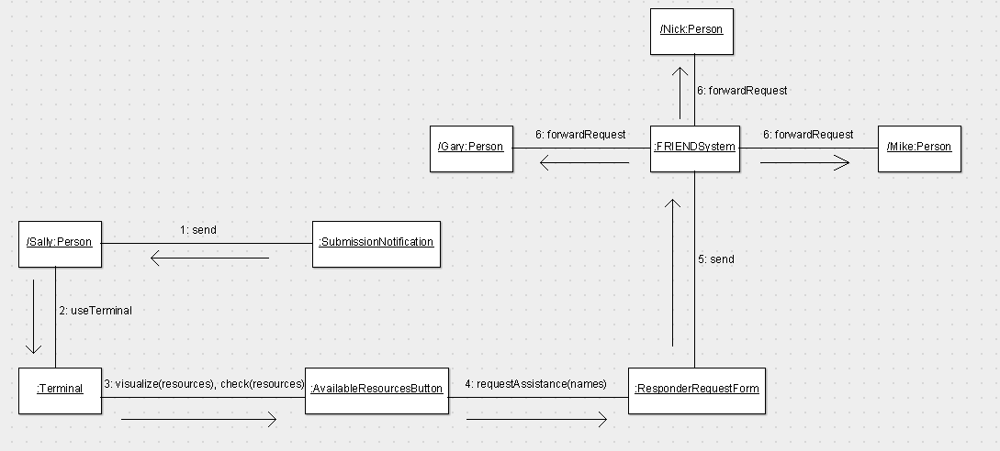 /Nick:Person
6: forwardRequest
6: forwardRequest
6: forwardRequest
/Gary:Person
:FRIENDSystem
/Mike:Person
1: send
/Sally:Person
:SubmissionNotification
5: send
2: useTerminal
3: visualize(resources), check(resources)
4: requestAssistance(names)
:Terminal
:AvailableResourcesButton
:ResponderRequestForm